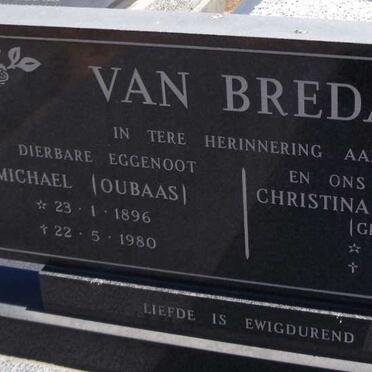 VAN BREDA
IN TERE HERINNERING AAN
DIERBARE EGGENOOT
MICHAEL (OUBAAS)
☆ 23 · 1 · 1896
✝ 22 · 5 · 1980
EN ONS
CHRISTINA
☆
✝
LIEFDE IS EWIGDUREND